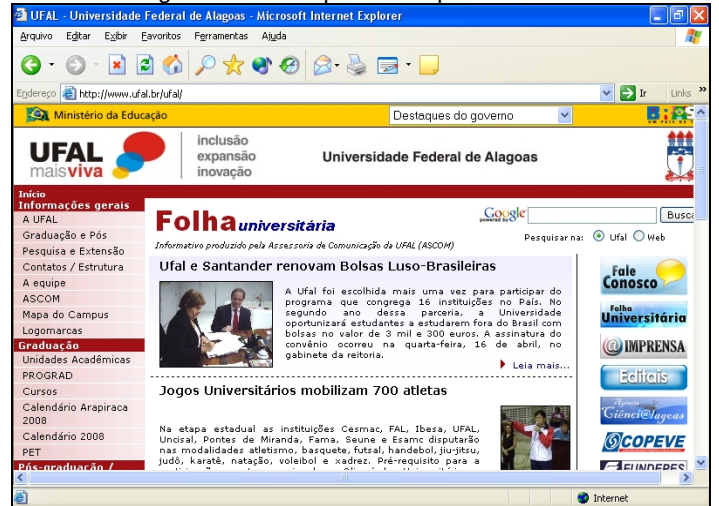 UFAL - Universidade Federal de Alagoas - Microsoft Internet Explorer
Arquivo Editar Exibir Favoritos Ferramentas Ajuda
Endereço http://www.ufal.br/ufal/ Ir Links »
Ministério da Educação Destaques do governo
UFAL
maisviva
inclusão
expansão
inovação
Universidade Federal de Alagoas
Início
Informações gerais
A UFAL
Graduação e Pós
Pesquisa e Extensão
Contatos / Estrutura
A equipe
ASCOM
Mapa do Campus
Logomarcas
Graduação
Unidades Acadêmicas
PROGRAD
Cursos
Calendário Arapiraca
2008
Calendário 2008
PET
Pós-graduação /
Folha universitária
Informativo produzido pela Assessoria de Comunicação da UFAL (ASCOM)
powered by Google Busca
Pesquisar na: Ufal Web
Ufal e Santander renovam Bolsas Luso-Brasileiras
A Ufal foi escolhida mais uma vez para participar do
programa que congrega 16 instituições no País. No
segundo ano dessa parceria, a Universidade
oportunizará estudantes a estudarem fora do Brasil com
bolsas no valor de 3 mil e 300 euros. A assinatura do
convênio ocorreu na quarta-feira, 16 de abril, no
gabinete da reitoria.
Leia mais...
Jogos Universitários mobilizam 700 atletas
Na etapa estadual as instituições Cesmac, FAL, Ibesa, UFAL,
Uncisal, Pontes de Miranda, Fama, Seune e Esamc disputarão
nas modalidades atletismo, basquete, futsal, handebol, jiu-jitsu,
judô, karatê, natação, voleibol e xadrez. Pré-requisito para a
Fale
Conosco
Folha
Universitária
@ IMPRENSA
Editais
Agência
Ciênci@lagoas
COPEVE
FUNDEPES
Internet